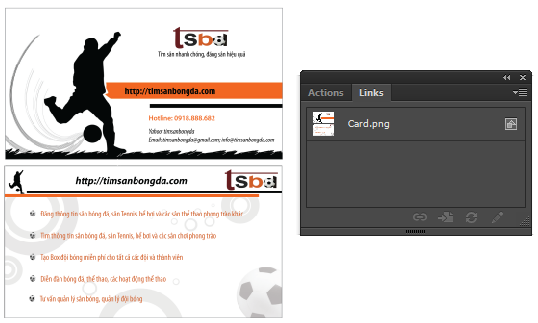 tsbd
Tìm sân nhanh chóng, đăng sân hiệu quả
http://timsanbongda.com
Hotline: 0914.888.681
Yahoo timsanbongda
Email:timsanbongda@gmail.com; info@timsanbongda.com
http://timsanbongda.com
tsbd
Đăng thông tin sân bóng đá, sân Tennis, bể bơi và các sân thể thao phong trào khác
Tìm thông tin sân bóng đá, sân Tennis, bể bơi và các sân chơi phong trào
Tạo Box đội bóng miễn phí cho tất cả các đội và thành viên
Diễn đàn bóng đá, thể thao, các hoạt động thể thao
Tư vấn quản lý sân bóng, quản lý đội bóng
Actions Links
Card.png